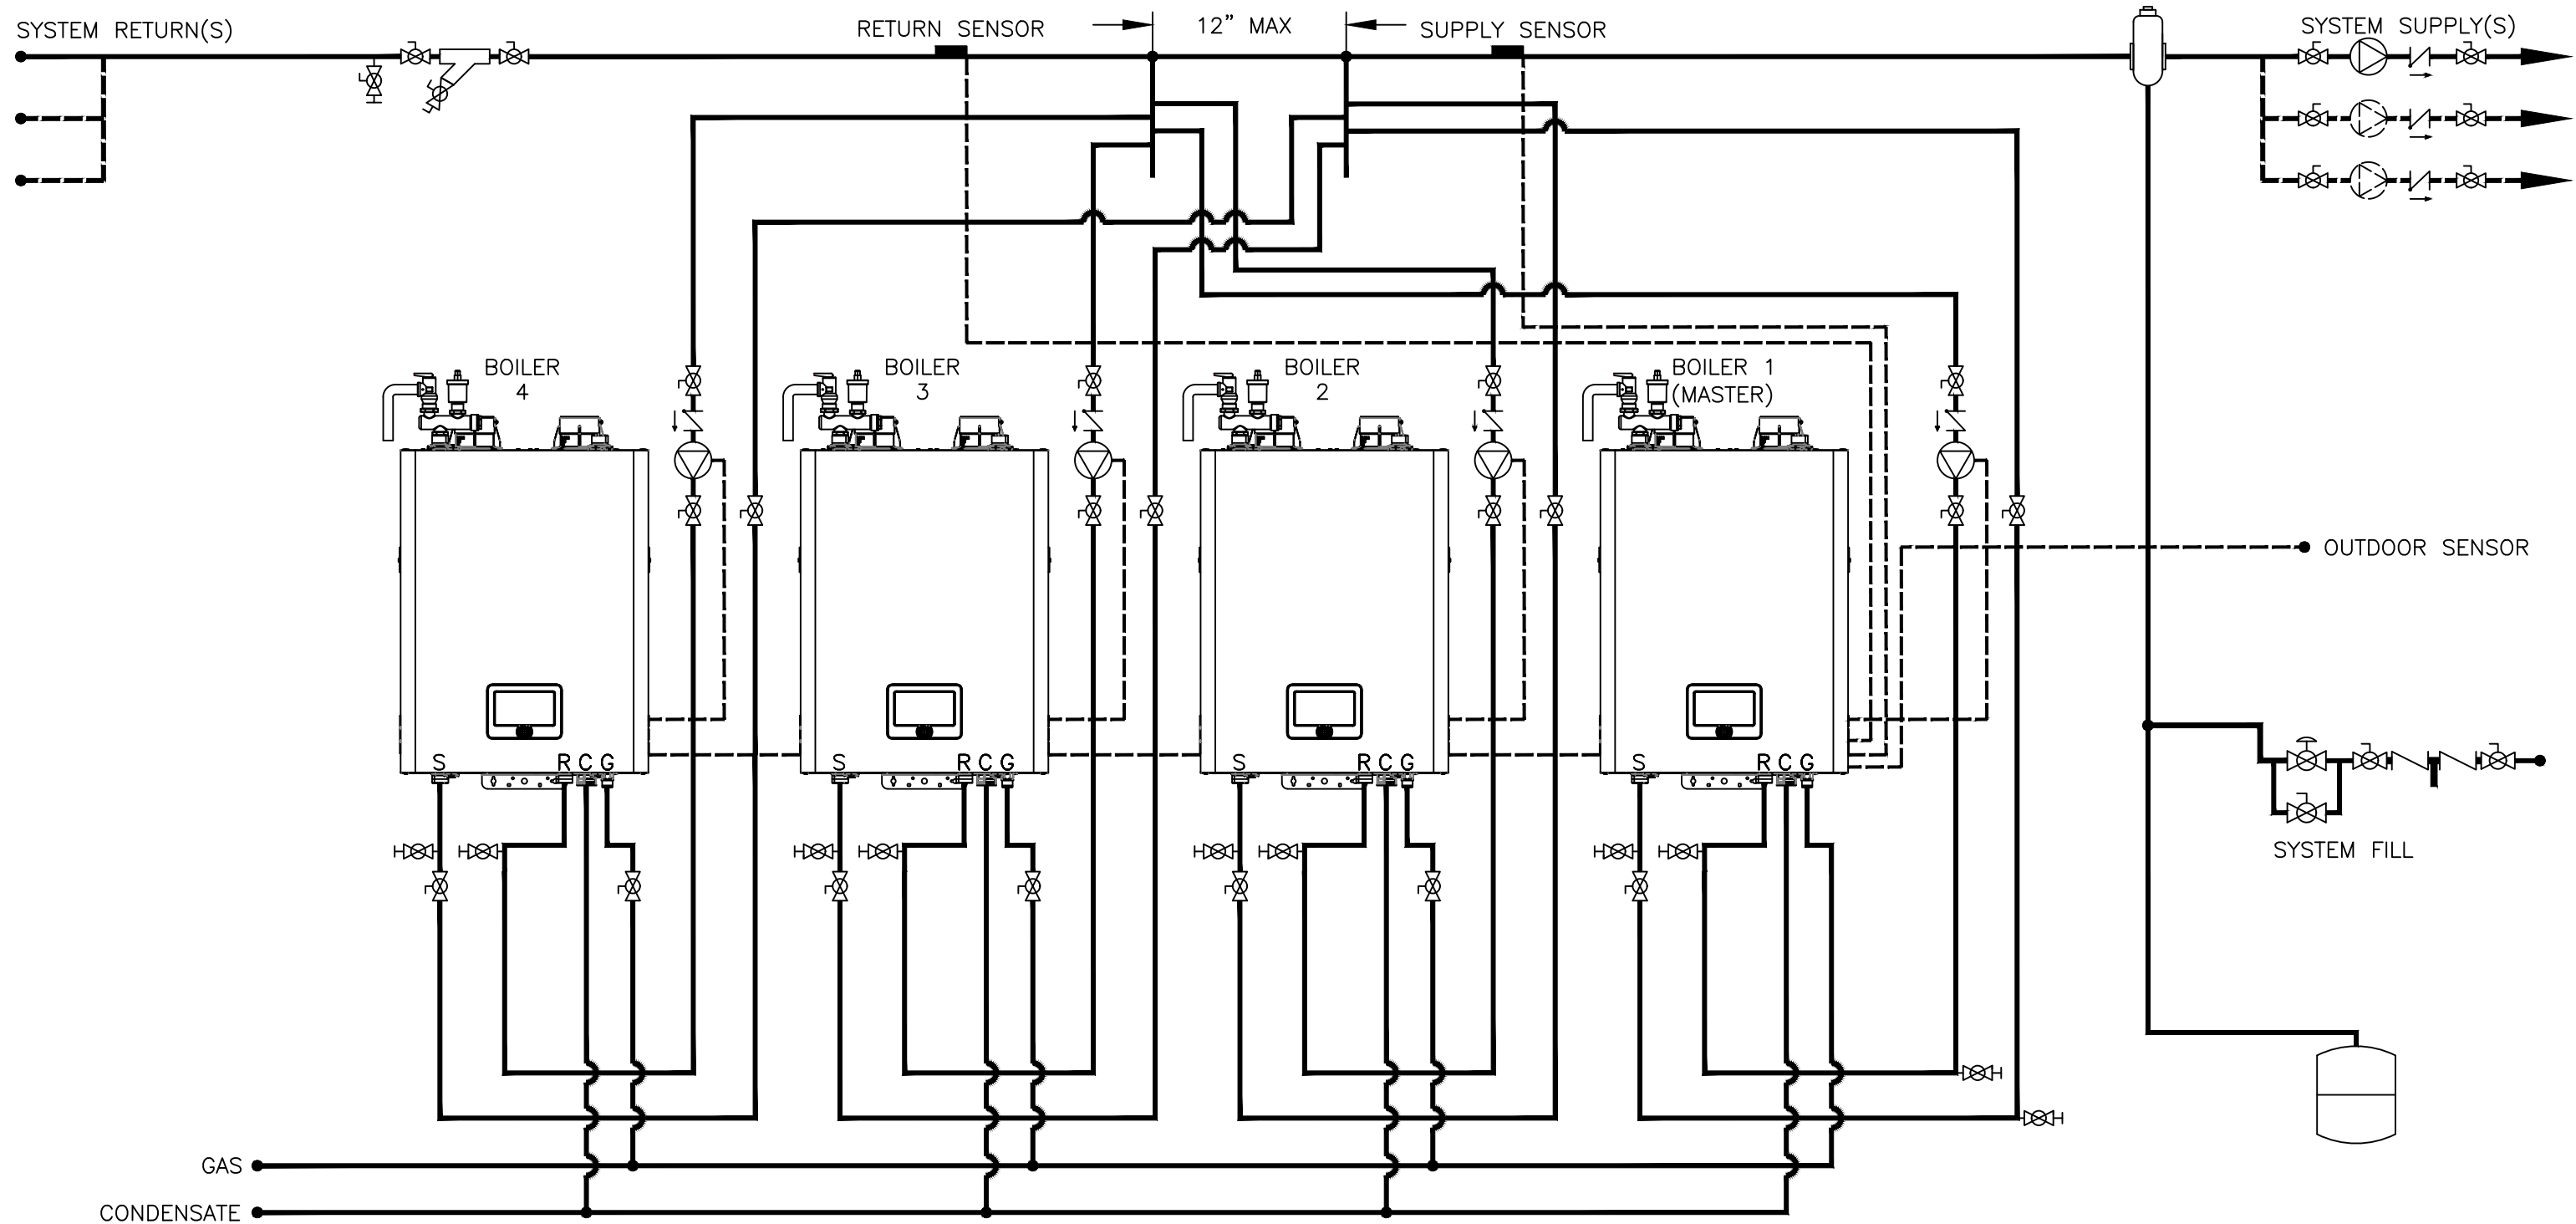 SYSTEM RETURN(S)
RETURN SENSOR
12” MAX
SUPPLY SENSOR
SYSTEM SUPPLY(S)
BOILER
4
BOILER
3
BOILER
2
BOILER 1
(MASTER)
OUTDOOR SENSOR
S R C G
S R C G
S R C G
S R C G
SYSTEM FILL
GAS
CONDENSATE